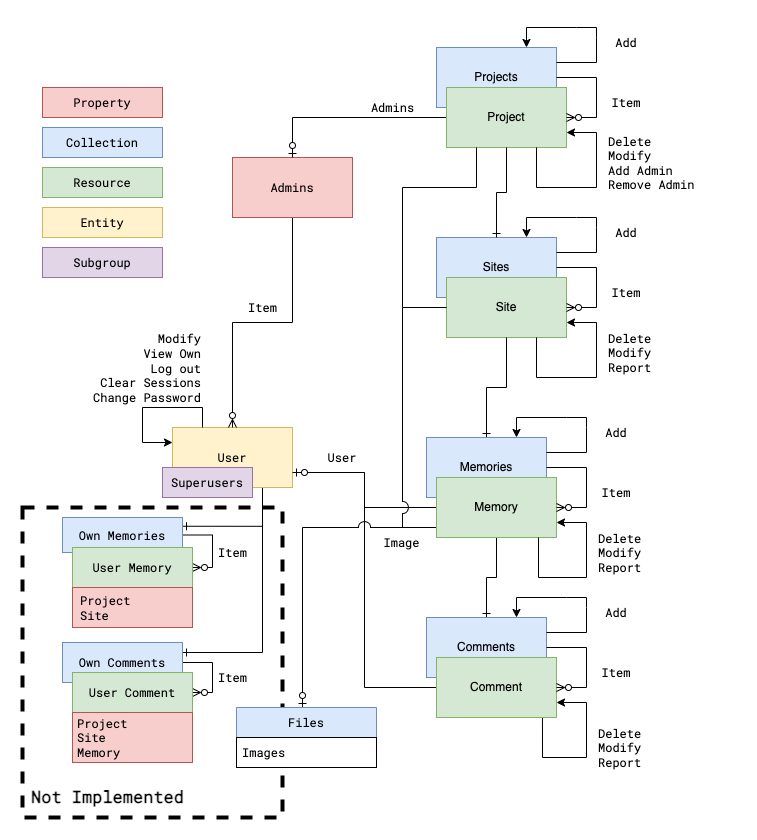 Property
Collection
Resource
Entity
Subgroup
Projects
Project
Add
Item
Delete
Modify
Add Admin
Remove Admin
Admins
Admins
Item
Sites
Site
Add
Item
Delete
Modify
Report
Modify
View Own
Log out
Clear Sessions
Change Password
User
Superusers
User
Memories
Memory
Add
Item
Delete
Modify
Report
Image
Own Memories
User Memory
Item
Project
Site
Own Comments
User Comment
Item
Project
Site
Memory
Not Implemented
Files
Images
Comments
Comment
Add
Item
Delete
Modify
Report